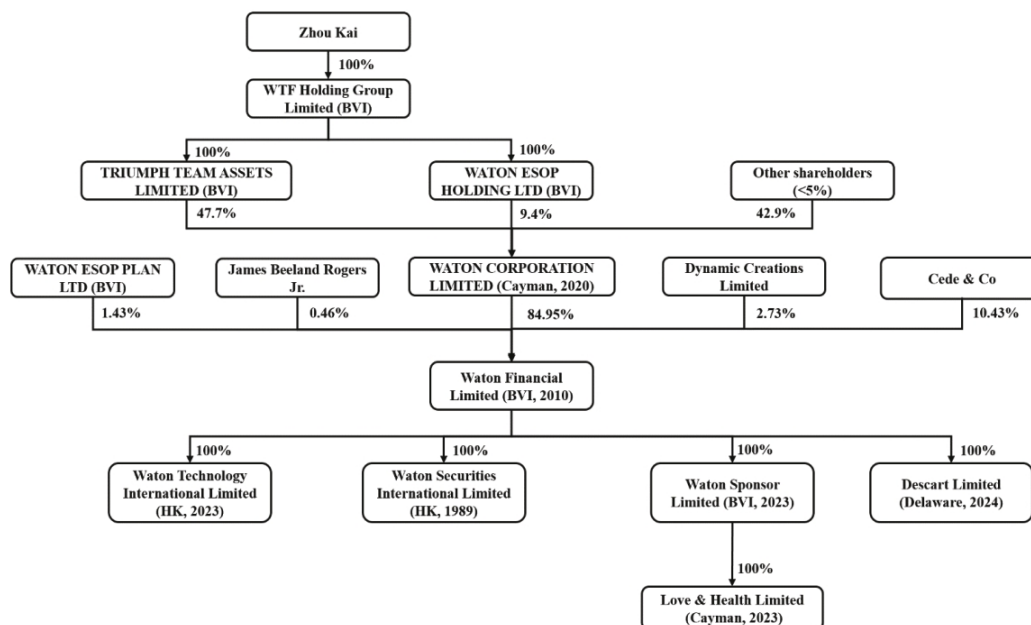 Zhou Kai
100%
WTF Holding Group
Limited (BVI)
100%
100%
TRIUMPH TEAM ASSETS
LIMITED (BVI)
WATON ESOP
HOLDING LTD (BVI)
Other shareholders
(<5%)
47.7%
9.4%
42.9%
WATON ESOP PLAN
LTD (BVI)
James Beeland Rogers
Jr.
WATON CORPORATION
LIMITED (Cayman, 2020)
Dynamic Creations
Limited
Cede & Co
1.43%
0.46%
84.95%
2.73%
10.43%
Waton Financial
Limited (BVI, 2010)
100%
100%
100%
100%
Waton Technology
International Limited
(HK, 2023)
Waton Securities
International Limited
(HK, 1989)
Waton Sponsor
Limited (BVI, 2023)
Descart Limited
(Delaware, 2024)
100%
Love & Health Limited
(Cayman, 2023)